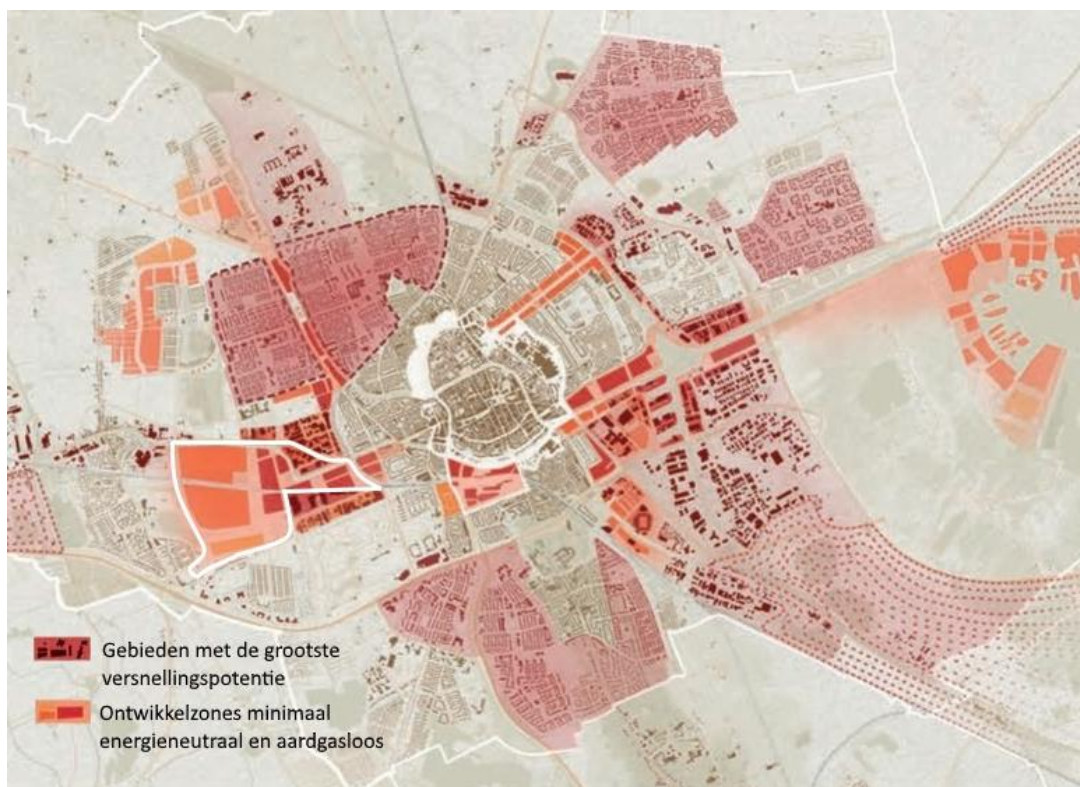 Gebieden met de grootste
versnellingspotentie
Ontwikkelzones minimaal
energieneutraal en aardgasloos